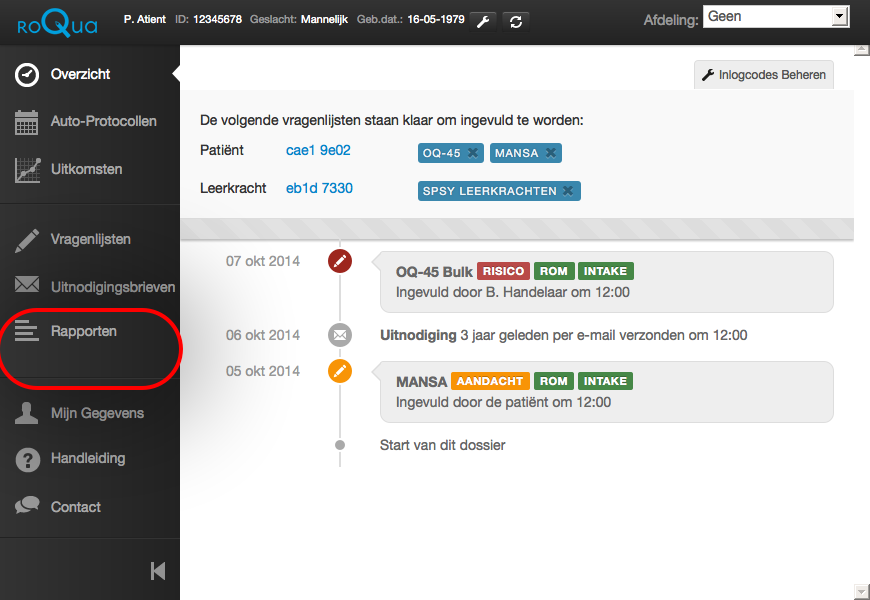 roQua P. Atient ID: 12345678 Geslacht: Mannelijk Geb.dat.: 16-05-1979 Afdeling: Geen
Overzicht
Auto-Protocollen
Uitkomsten
Vragenlijsten
Uitnodigingsbrieven
Rapporten
Mijn Gegevens
Handleiding
Contact
Inlogcodes Beheren
De volgende vragenlijsten staan klaar om ingevuld te worden:
Patiënt cae1 9e02 OQ-45 MANSA
Leerkracht eb1d 7330 SPSY LEERKRACHTEN
07 okt 2014 OQ-45 Bulk RISICO ROM INTAKE
Ingevuld door B. Handelaar om 12:00
06 okt 2014 Uitnodiging 3 jaar geleden per e-mail verzonden om 12:00
05 okt 2014 MANSA AANDACHT ROM INTAKE
Ingevuld door de patiënt om 12:00
Start van dit dossier